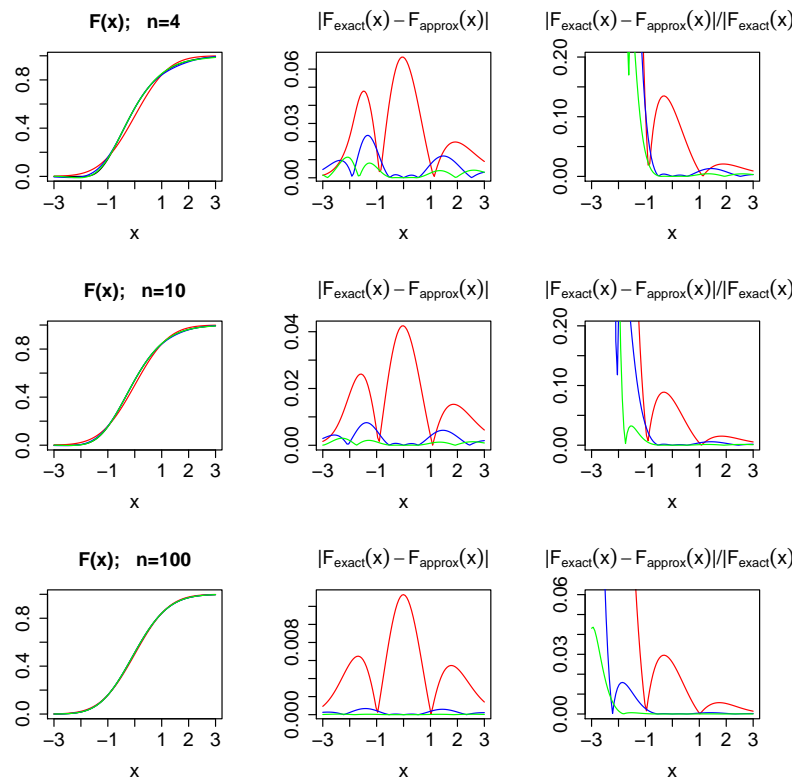 F(x); n=4
|F_exact(x) − F_approx(x)|
|F_exact(x) − F_approx(x)|/|F_exact(x)
0.0 0.4 0.8
−3 −1 1 2 3
x
0.00 0.03 0.06
−3 −1 1 2 3
x
0.00 0.10 0.20
−3 −1 1 2 3
x
F(x); n=10
|F_exact(x) − F_approx(x)|
|F_exact(x) − F_approx(x)|/|F_exact(x)
0.0 0.4 0.8
−3 −1 1 2 3
x
0.00 0.02 0.04
−3 −1 1 2 3
x
0.00 0.10 0.20
−3 −1 1 2 3
x
F(x); n=100
|F_exact(x) − F_approx(x)|
|F_exact(x) − F_approx(x)|/|F_exact(x)
0.0 0.4 0.8
−3 −1 1 2 3
x
0.000 0.008
−3 −1 1 2 3
x
0.00 0.03 0.06
−3 −1 1 2 3
x